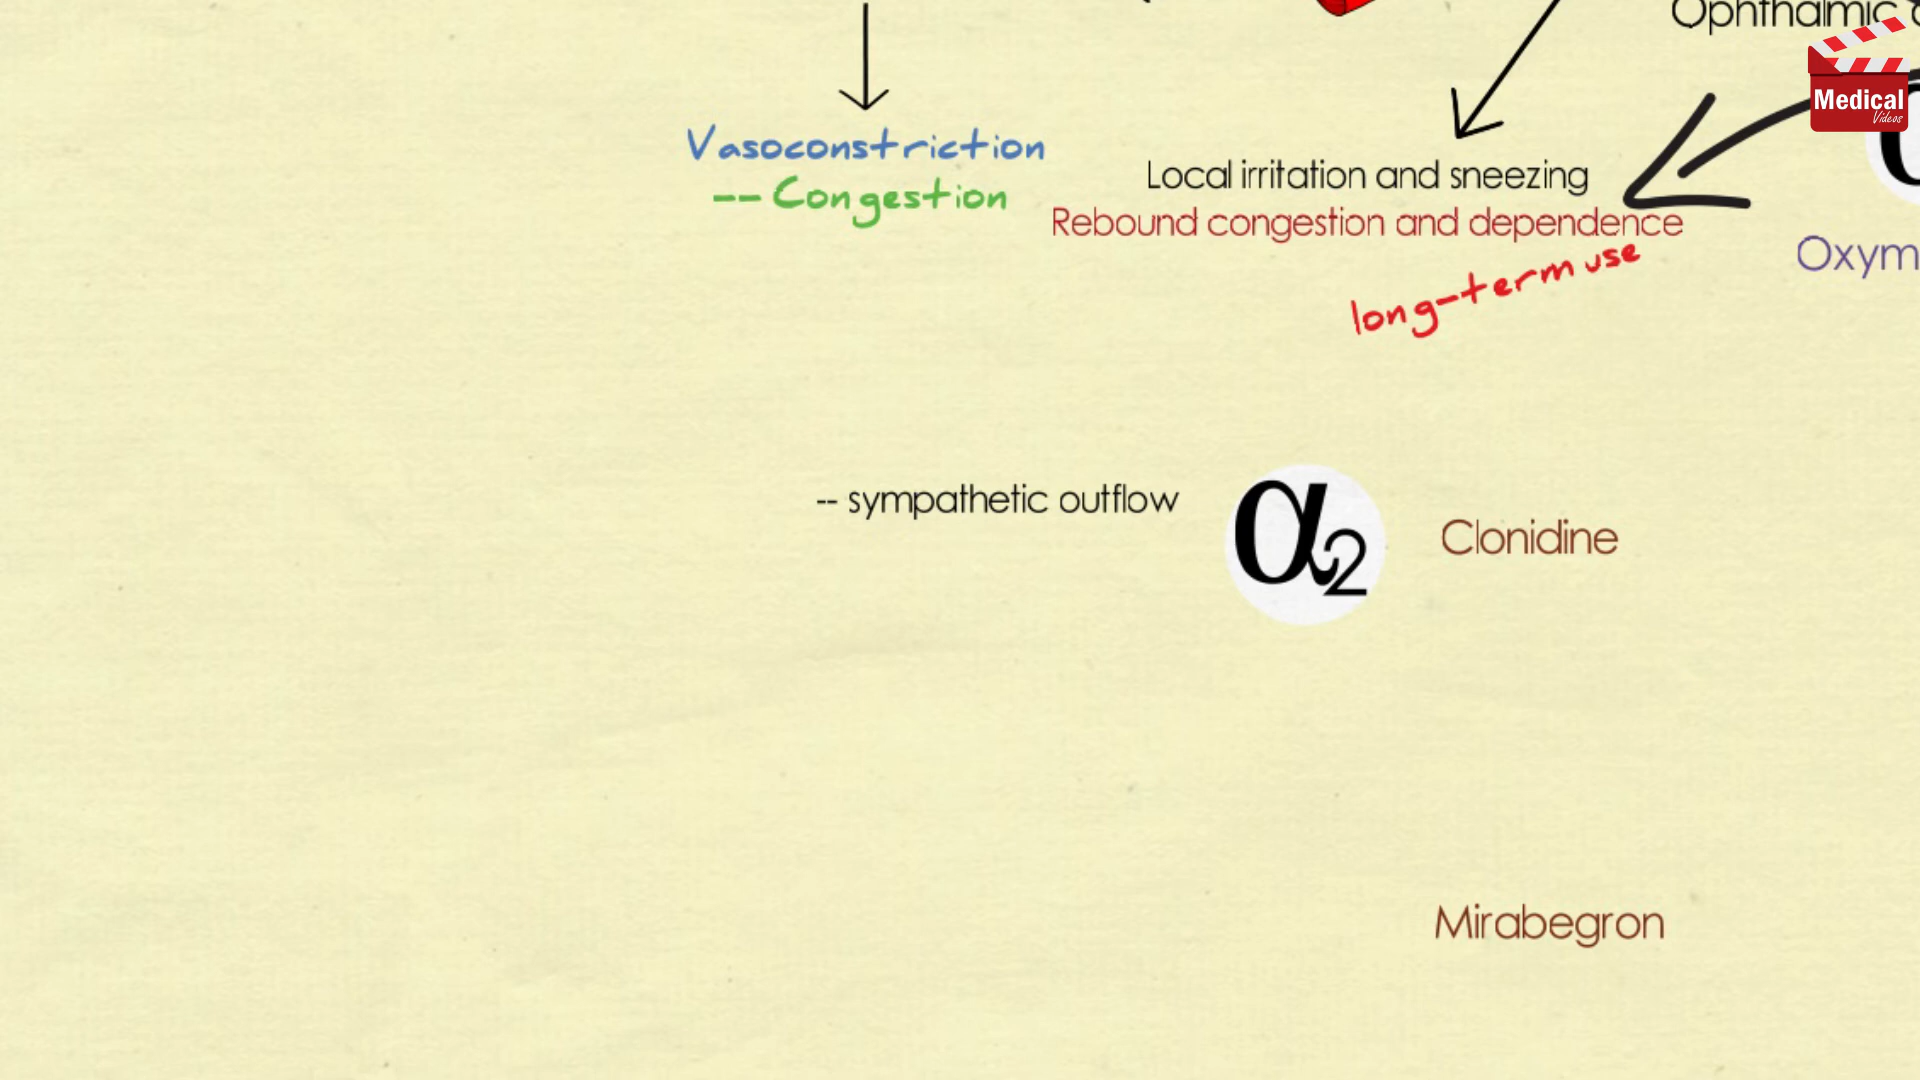 Ophthalmic
Medical
Videos
Vasoconstriction
-- Congestion
Local irritation and sneezing
Rebound congestion and dependence
long-term use
Oxym
-- sympathetic outflow
α2
Clonidine
Mirabegron